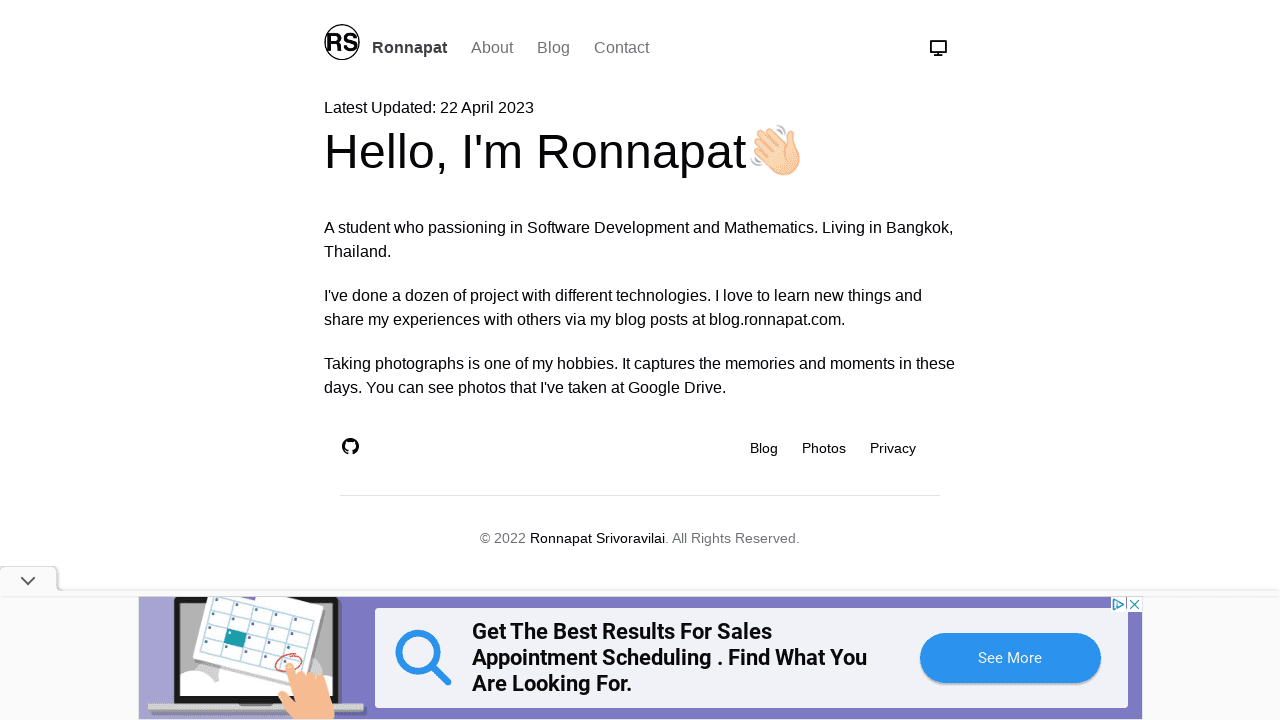 RS Ronnapat About Blog Contact
Latest Updated: 22 April 2023
Hello, I'm Ronnapat👋🏻
A student who passioning in Software Development and Mathematics. Living in Bangkok,
Thailand.
I've done a dozen of project with different technologies. I love to learn new things and
share my experiences with others via my blog posts at blog.ronnapat.com.
Taking photographs is one of my hobbies. It captures the memories and moments in these
days. You can see photos that I've taken at Google Drive.
Blog Photos Privacy
© 2022 Ronnapat Srivoravilai. All Rights Reserved.
Get The Best Results For Sales
Appointment Scheduling . Find What You
Are Looking For.
See More